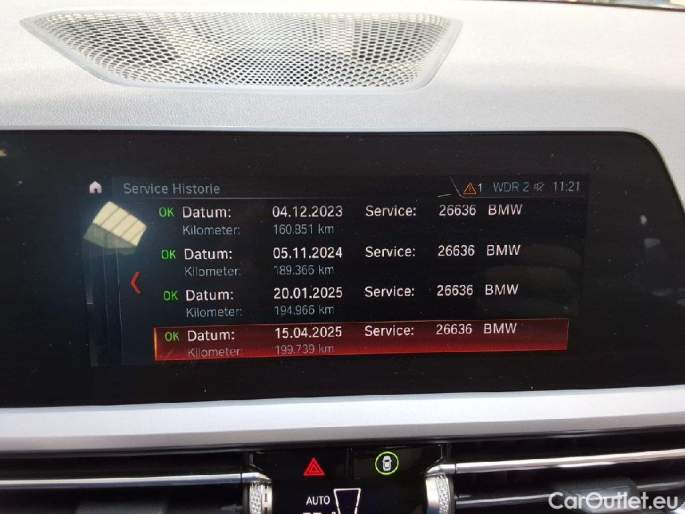 Service Historie 1 WDR 2 11:21
OK Datum: 04.12.2023 Service: 26636 BMW
Kilometer: 160.851 km
OK Datum: 05.11.2024 Service: 26636 BMW
Kilometer: 189.366 km
OK Datum: 20.01.2025 Service: 26636 BMW
Kilometer: 194.966 km
OK Datum: 15.04.2025 Service: 26636 BMW
Kilometer: 199.739 km
AUTO
CarOutlet.eu